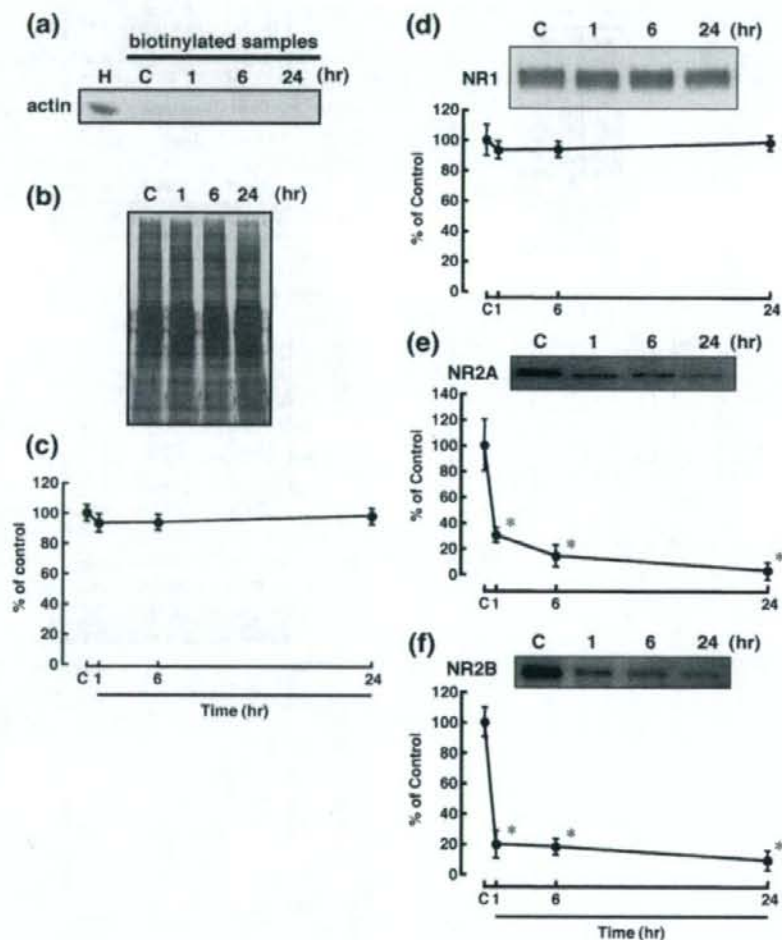 (a)
biotinylated samples
H C 1 6 24 (hr)
actin
(b)
C 1 6 24 (hr)
(c)
120
100
80
60
40
20
0
% of control
C 1 6 24
Time (hr)
(d)
C 1 6 24 (hr)
NR1
120
100
80
60
40
20
0
% of Control
C 1 6 24
(e)
C 1 6 24 (hr)
NR2A
140
120
100
80
60
40
20
0
% of Control
* * *
C 1 6 24
(f)
C 1 6 24 (hr)
NR2B
120
100
80
60
40
20
0
% of Control
* * *
C 1 6 24
Time (hr)